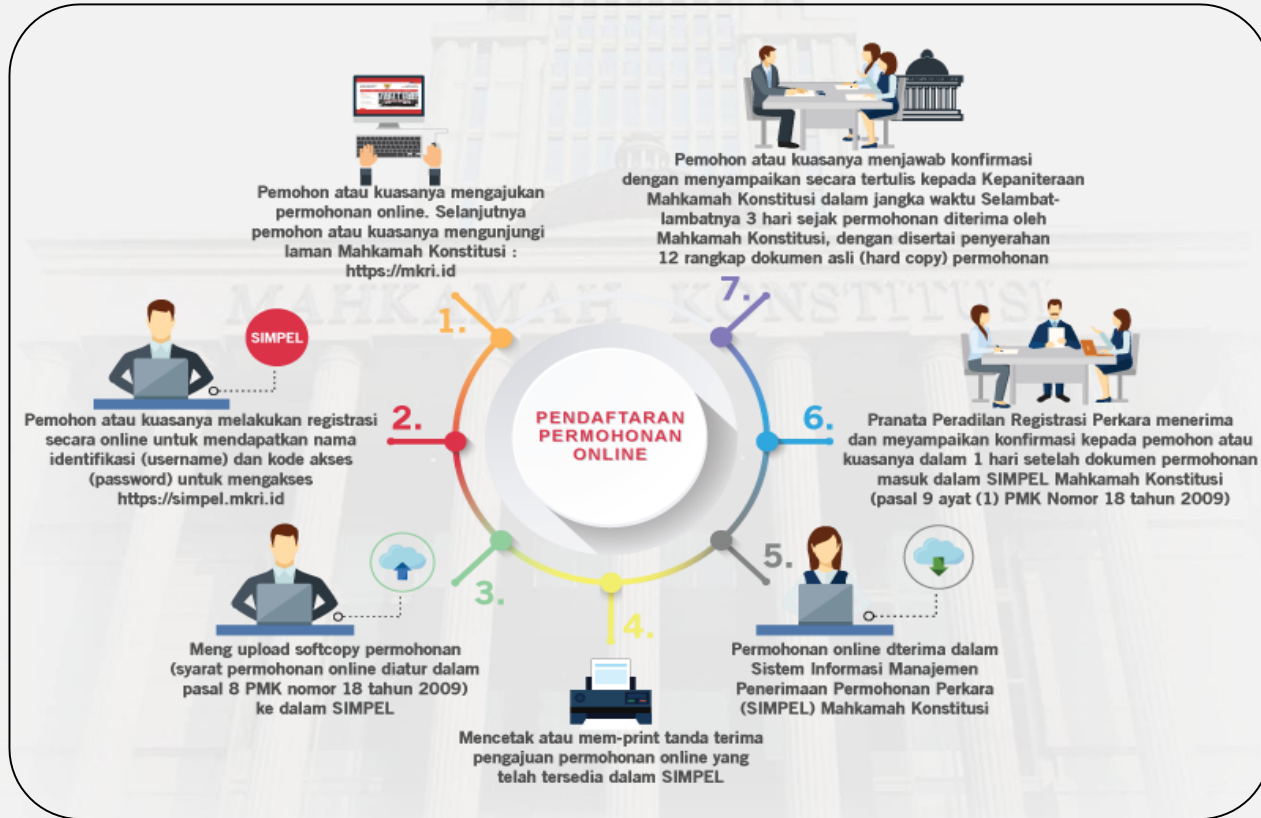 MAHKAMAH KONSTITUSI
PENDAFTARAN
PERMOHONAN
ONLINE
1.
Pemohon atau kuasanya mengajukan
permohonan online. Selanjutnya
pemohon atau kuasanya mengunjungi
laman Mahkamah Konstitusi :
https://mkri.id
2.
SIMPEL
Pemohon atau kuasanya melakukan registrasi
secara online untuk mendapatkan nama
identifikasi (username) dan kode akses
(password) untuk mengakses
https://simpel.mkri.id
3.
Meng upload softcopy permohonan
(syarat permohonan online diatur dalam
pasal 8 PMK nomor 18 tahun 2009)
ke dalam SIMPEL
4.
Mencetak atau mem-print tanda terima
pengajuan permohonan online yang
telah tersedia dalam SIMPEL
5.
Permohonan online dterima dalam
Sistem Informasi Manajemen
Penerimaan Permohonan Perkara
(SIMPEL) Mahkamah Konstitusi
6.
Pranata Peradilan Registrasi Perkara menerima
dan meyampaikan konfirmasi kepada pemohon atau
kuasanya dalam 1 hari setelah dokumen permohonan
masuk dalam SIMPEL Mahkamah Konstitusi
(pasal 9 ayat (1) PMK Nomor 18 tahun 2009)
7.
Pemohon atau kuasanya menjawab konfirmasi
dengan menyampaikan secara tertulis kepada Kepaniteraan
Mahkamah Konstitusi dalam jangka waktu Selambat-
lambatnya 3 hari sejak permohonan diterima oleh
Mahkamah Konstitusi, dengan disertai penyerahan
12 rangkap dokumen asli (hard copy) permohonan